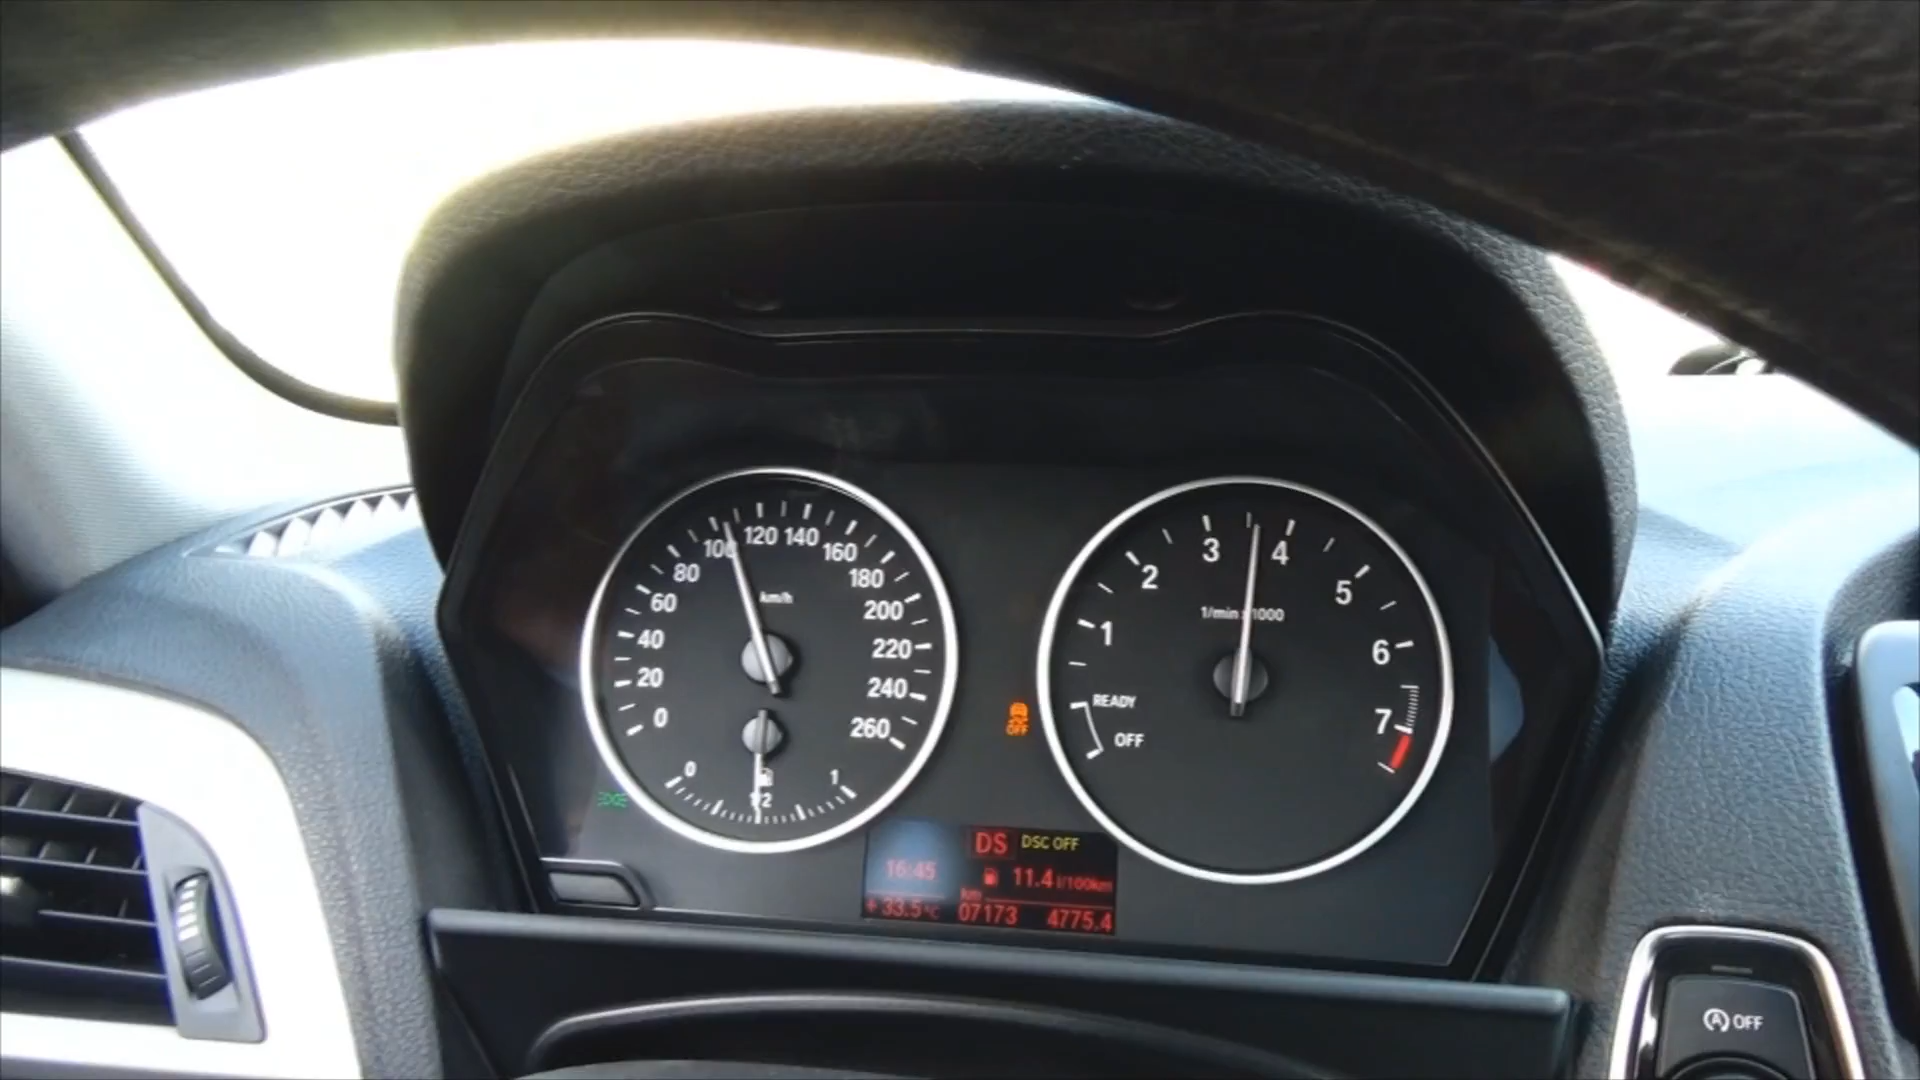 0
20
40
60
80
100
120
140
160
180
200
220
240
260
km/h
0
1/2
1
OFF
READY
1
2
3
4
5
6
7
1/min x1000
OFF
DS DSC OFF
16:45 11.4 l/100km
km
+33.5°C 07173 4775.4
A OFF